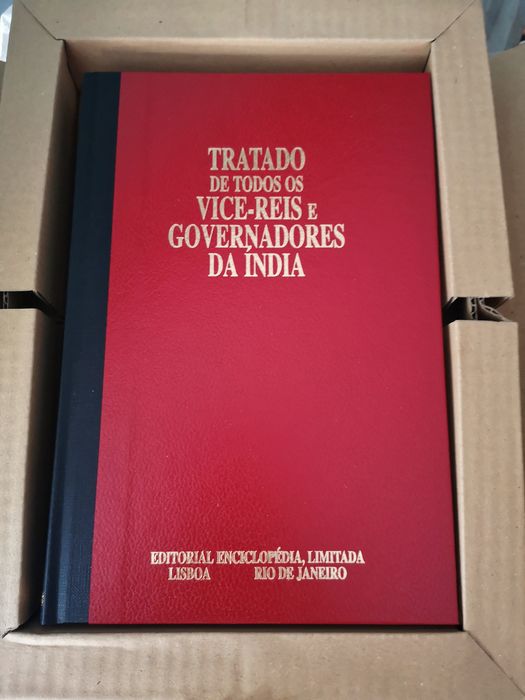 TRATADO
DE TODOS OS
VICE-REIS E
GOVERNADORES
DA ÍNDIA
EDITORIAL ENCICLOPÉDIA, LIMITADA
LISBOA RIO DE JANEIRO